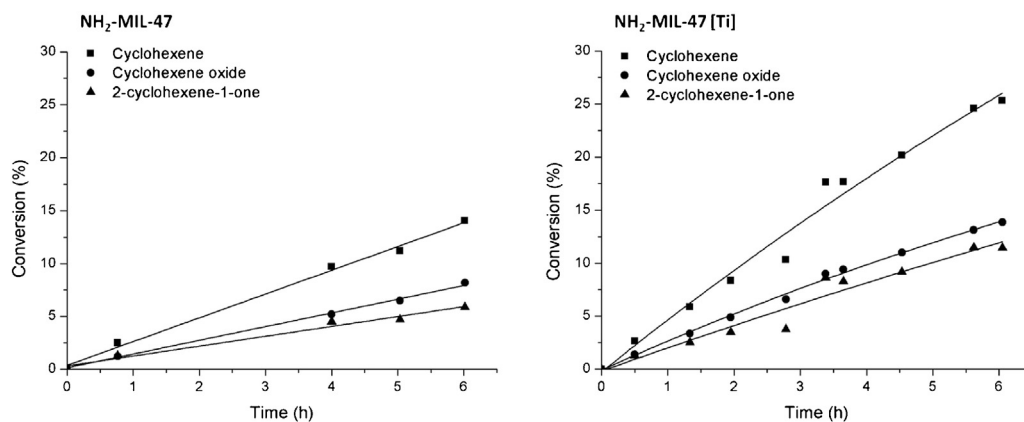 NH₂-MIL-47
Cyclohexene
Cyclohexene oxide
2-cyclohexene-1-one
30
25
20
15
10
5
0
Conversion (%)
0 1 2 3 4 5 6
Time (h)
NH₂-MIL-47 [Ti]
Cyclohexene
Cyclohexene oxide
2-cyclohexene-1-one
30
25
20
15
10
5
0
Conversion (%)
0 1 2 3 4 5 6
Time (h)